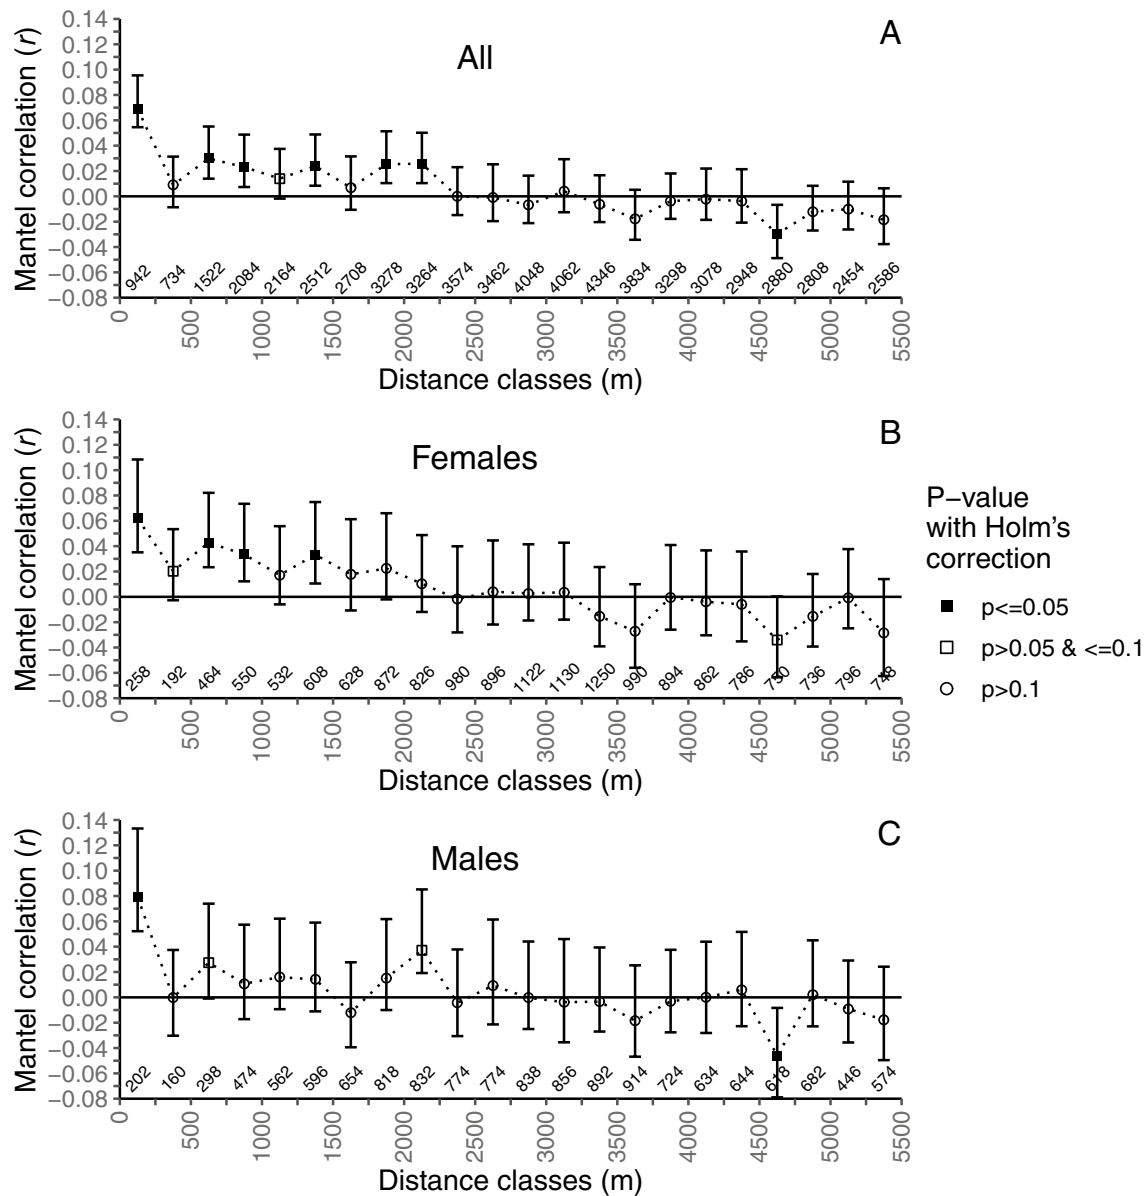 A
All
Mantel correlation (r)
0.14
0.12
0.10
0.08
0.06
0.04
0.02
0.00
−0.02
−0.04
−0.06
−0.08
942 734 1522 2084 2164 2512 2708 3278 3264 3574 3462 4048 4062 4346 3834 3298 3078 2948 2880 2808 2454 2586
0 500 1000 1500 2000 2500 3000 3500 4000 4500 5000 5500
Distance classes (m)
B
Females
Mantel correlation (r)
0.14
0.12
0.10
0.08
0.06
0.04
0.02
0.00
−0.02
−0.04
−0.06
−0.08
258 192 464 550 532 608 628 872 826 980 896 1122 1130 1250 990 894 862 786 730 736 796 748
0 500 1000 1500 2000 2500 3000 3500 4000 4500 5000 5500
Distance classes (m)
P−value
with Holm's
correction
p<=0.05
p>0.05 & <=0.1
p>0.1
C
Males
Mantel correlation (r)
0.14
0.12
0.10
0.08
0.06
0.04
0.02
0.00
−0.02
−0.04
−0.06
−0.08
202 160 298 474 562 596 654 818 832 774 774 838 856 892 914 724 634 644 618 682 446 574
0 500 1000 1500 2000 2500 3000 3500 4000 4500 5000 5500
Distance classes (m)